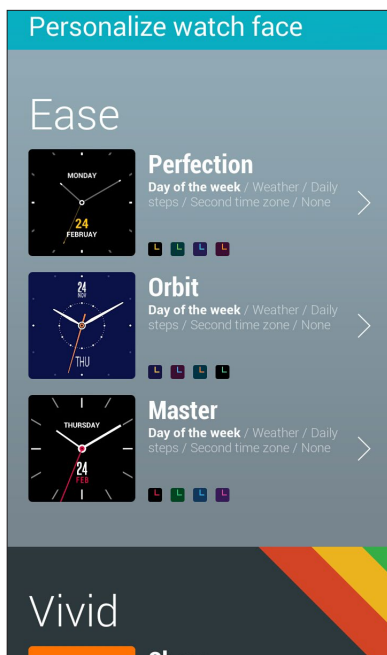 Personalize watch face
Ease
MONDAY
24
FEBRUAY
Perfection
Day of the week / Weather / Daily
steps / Second time zone / None
24
NOV
THU
Orbit
Day of the week / Weather / Daily
steps / Second time zone / None
THURSDAY
24
FEB
Master
Day of the week / Weather / Daily
steps / Second time zone / None
Vivid